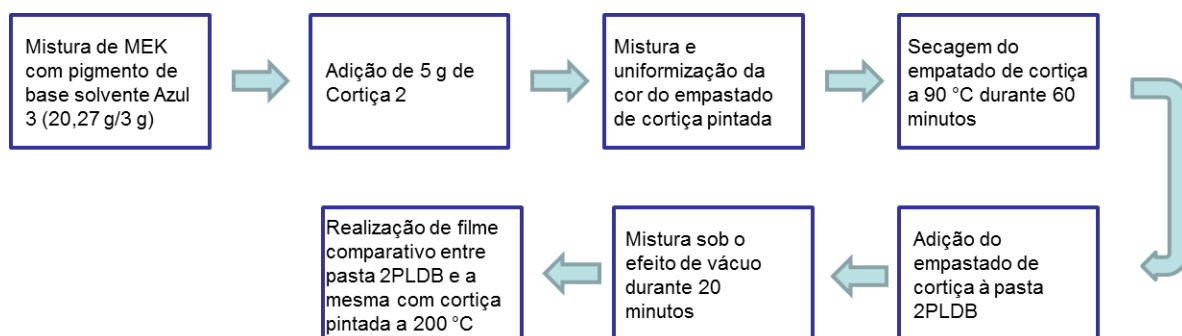 Mistura de MEK
com pigmento de
base solvente Azul
3 (20,27 g/3 g)
Adição de 5 g de
Cortiça 2
Mistura e
uniformização da
cor do empastado
de cortiça pintada
Secagem do
empatado de cortiça
a 90 °C durante 60
minutos
Adição do
empastado de
cortiça à pasta
2PLDB
Mistura sob o
efeito de vácuo
durante 20
minutos
Realização de filme
comparativo entre
pasta 2PLDB e a
mesma com cortiça
pintada a 200 °C